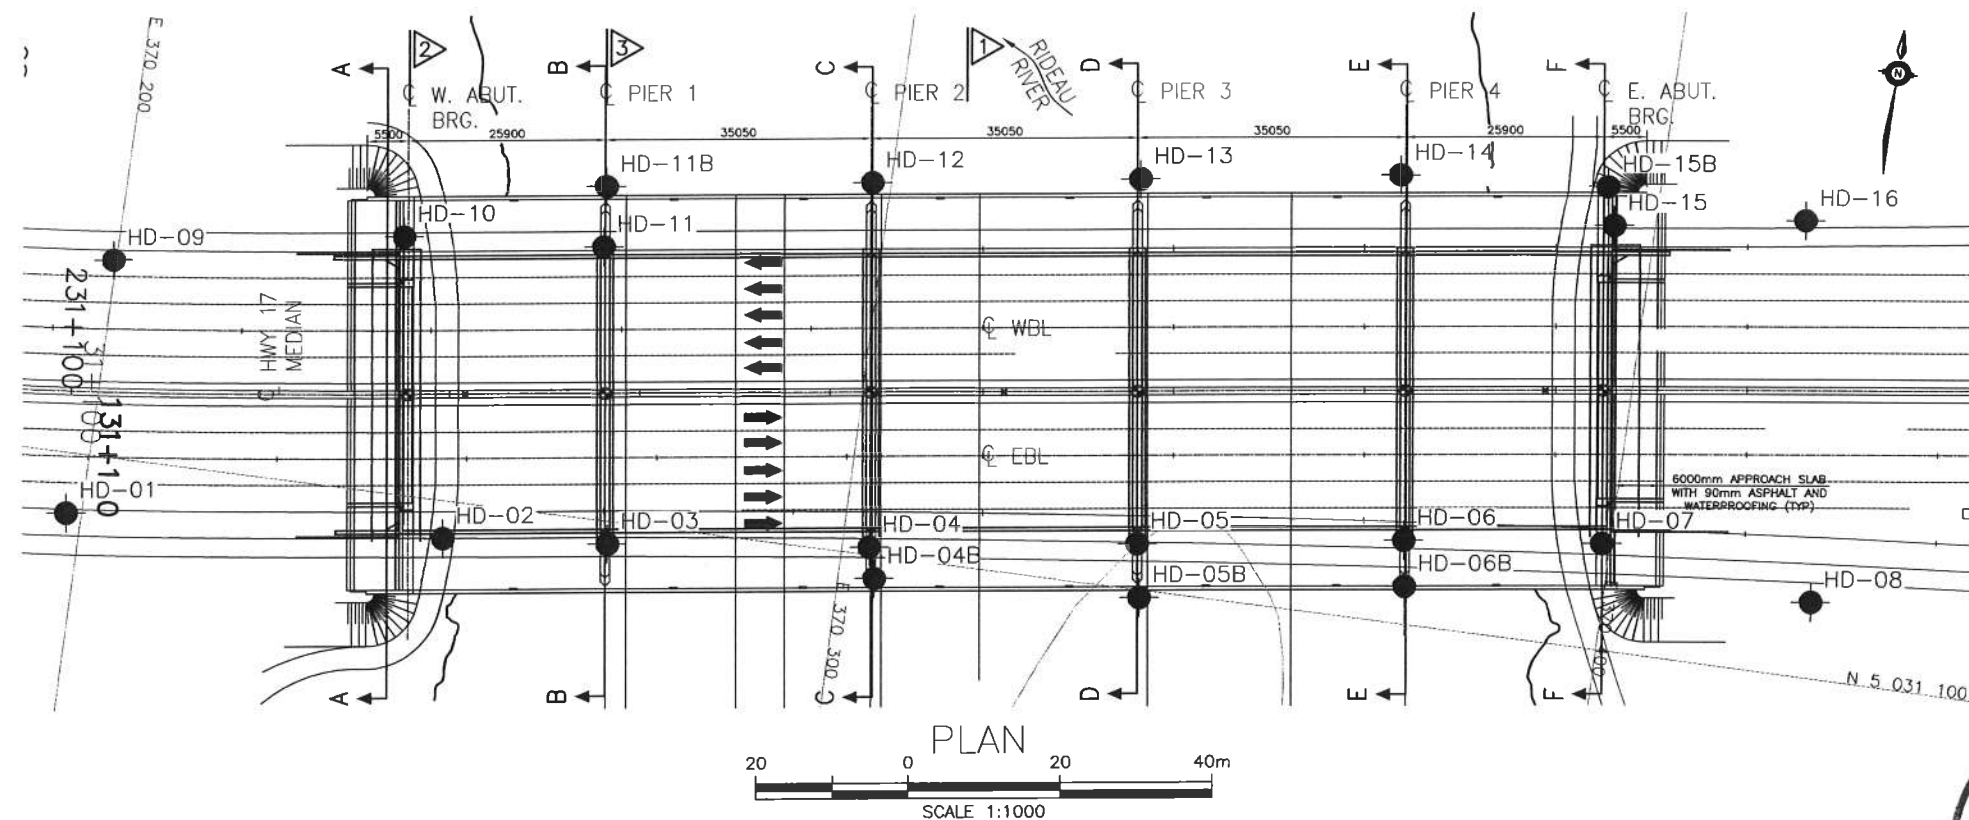 E 370 200
A
2
B
3
C
1
RIDEAU
RIVER
D
E
F
N
℄ W. ABUT.
BRG.
℄ PIER 1
℄ PIER 2
℄ PIER 3
℄ PIER 4
℄ E. ABUT.
BRG.
5500
25900
35050
35050
35050
25900
5500
HD-11B
HD-12
HD-13
HD-14
HD-15B
HD-15
HD-16
HD-10
HD-11
HD-09
231+100
HWY 17
MEDIAN
℄ WBL
℄ EBL
131+110
HD-01
6000mm APPROACH SLAB
WITH 90mm ASPHALT AND
WATERPROOFING (TYP)
HD-02
HD-03
HD-04
HD-05
HD-06
HD-07
HD-04B
HD-05B
HD-06B
HD-08
E 370 300
N 5 031 100
A
B
C
D
E
F
PLAN
20
0
20
40m
SCALE 1:1000